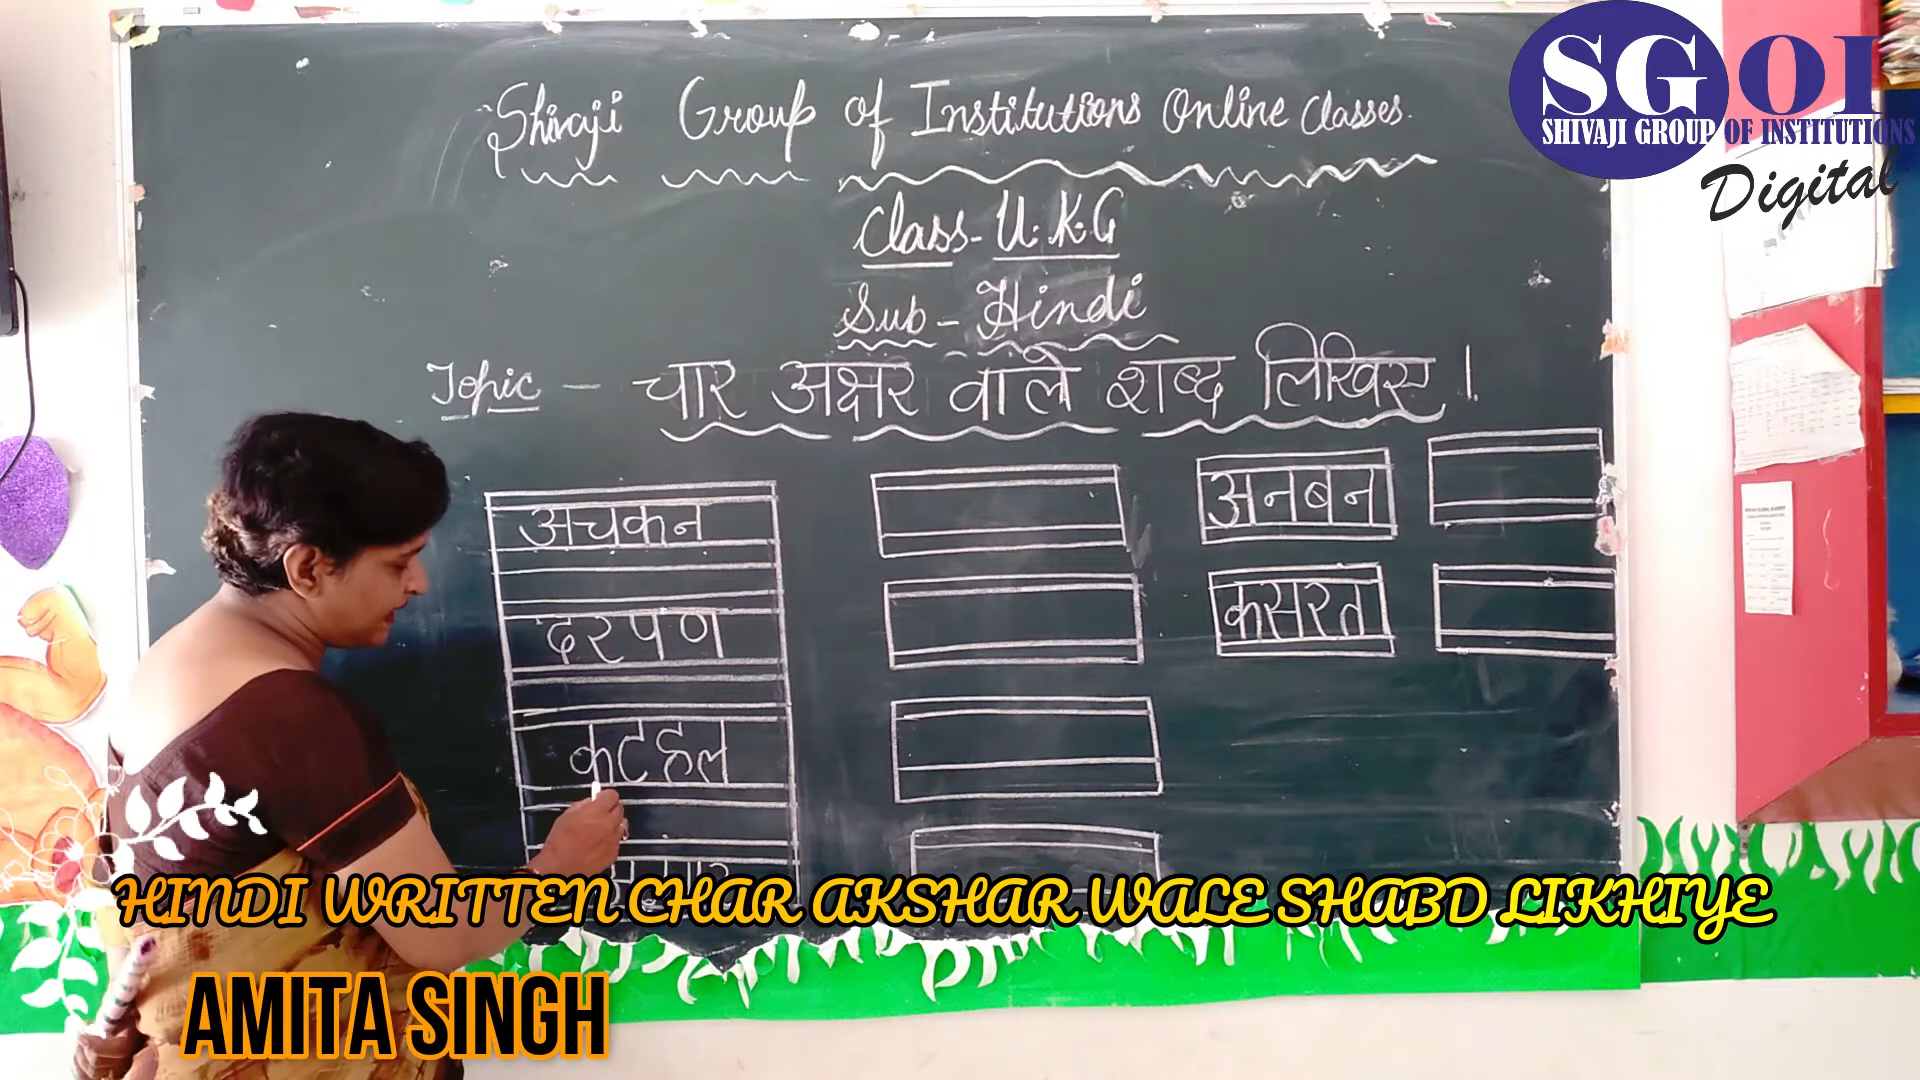 SGOI
SHIVAJI GROUP OF INSTITUTIONS
Digital
Shivaji Group of Institutions Online Classes.
Class - U.K.G
Sub - Hindi
Topic - चार अक्षर वाले शब्द लिखिए।
अचकन
अनबन
दरपण
कसरत
कटहल
HINDI WRITTEN CHAR AKSHAR WALE SHABD LIKHIYE
AMITA SINGH